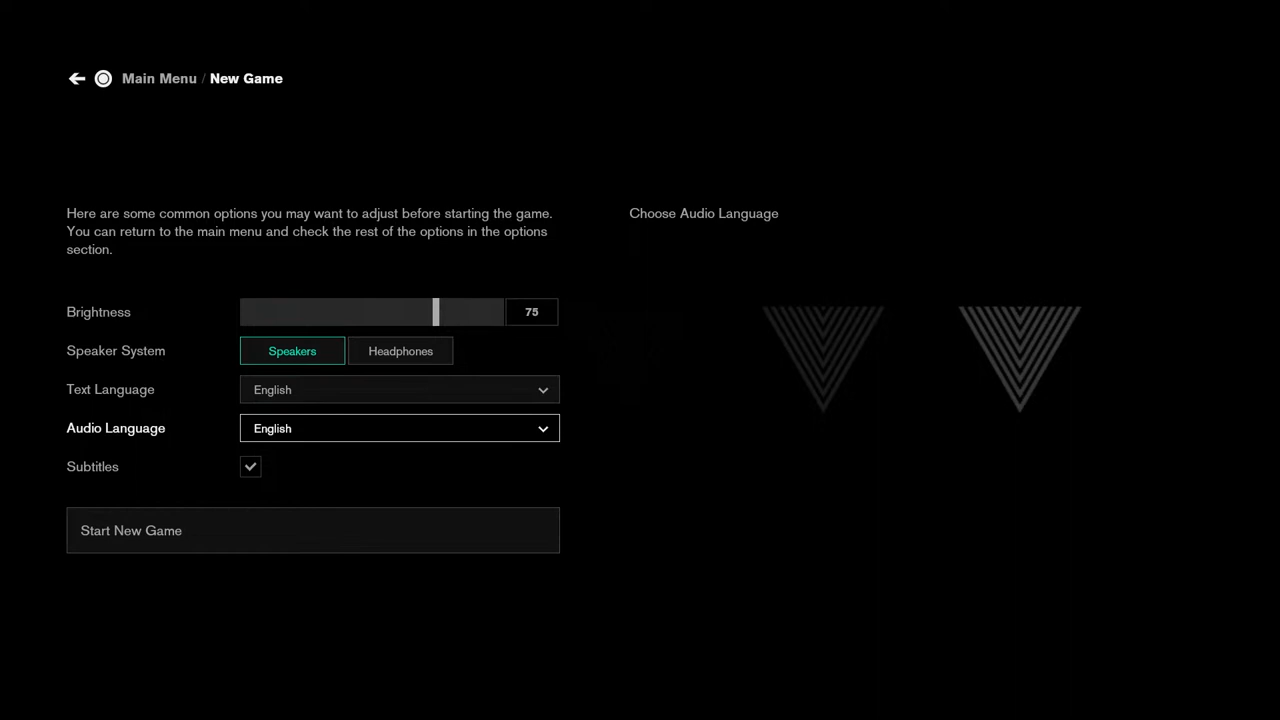 Main Menu / New Game
Here are some common options you may want to adjust before starting the game.
You can return to the main menu and check the rest of the options in the options
section.
Choose Audio Language
Brightness
75
Speaker System
Speakers
Headphones
Text Language
English
Audio Language
English
Subtitles
Start New Game